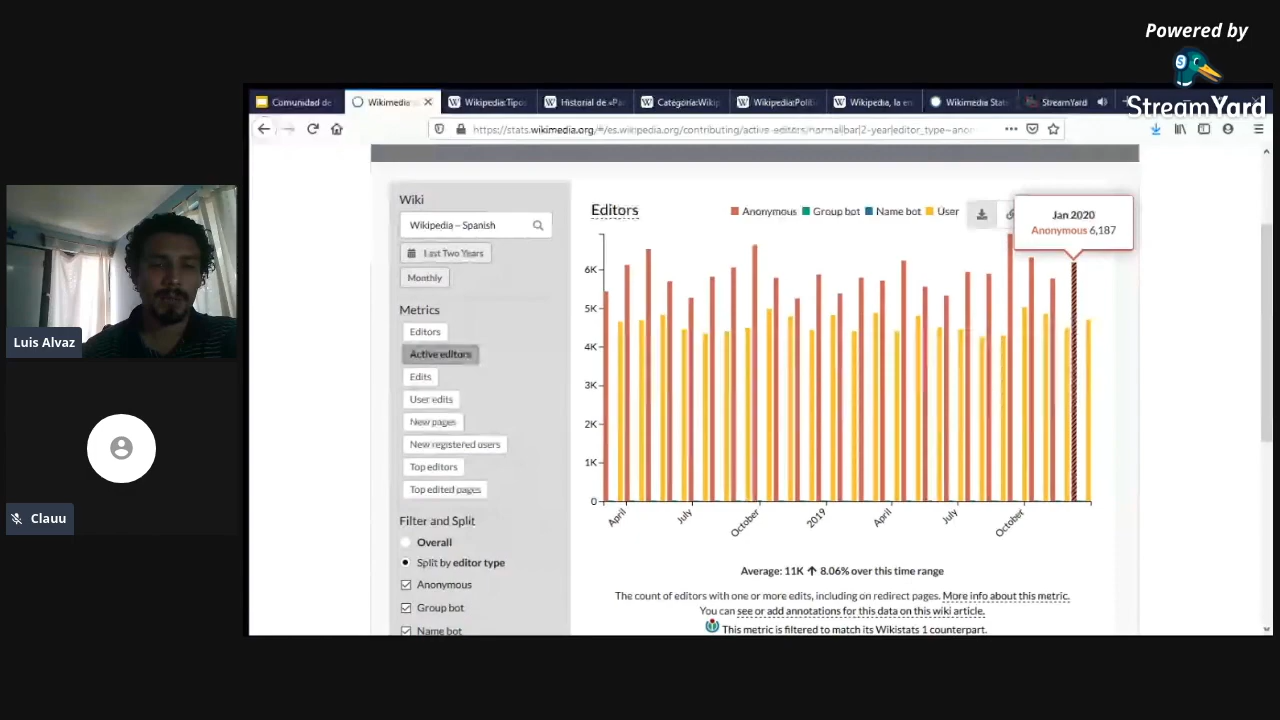 Powered by
StreamYard
Comunidad de
Wikimedia
Wikipedia:Tipo
Historial de «Pa
Categoría:Wiki
Wikipedia:Polít
Wikipedia, la en
Wikimedia Stat
StreamYard
https://stats.wikimedia.org/#/es.wikipedia.org/contributing/active-editors/normal|bar|2-year|editor_type~anor
Wiki
Wikipedia – Spanish
Last Two Years
Monthly
Metrics
Editors
Active editors
Edits
User edits
New pages
New registered users
Top editors
Top edited pages
Filter and Split
Overall
Split by editor type
Anonymous
Group bot
Name bot
Editors
Anonymous Group bot Name bot User
Jan 2020
Anonymous 6,187
6K
5K
4K
3K
2K
1K
0
April July October 2019 April July October
Average: 11K ↑ 8.06% over this time range
The count of editors with one or more edits, including on redirect pages. More info about this metric.
You can see or add annotations for this data on this wiki article.
This metric is filtered to match its Wikistats 1 counterpart.
Luis Alvaz
Clauu